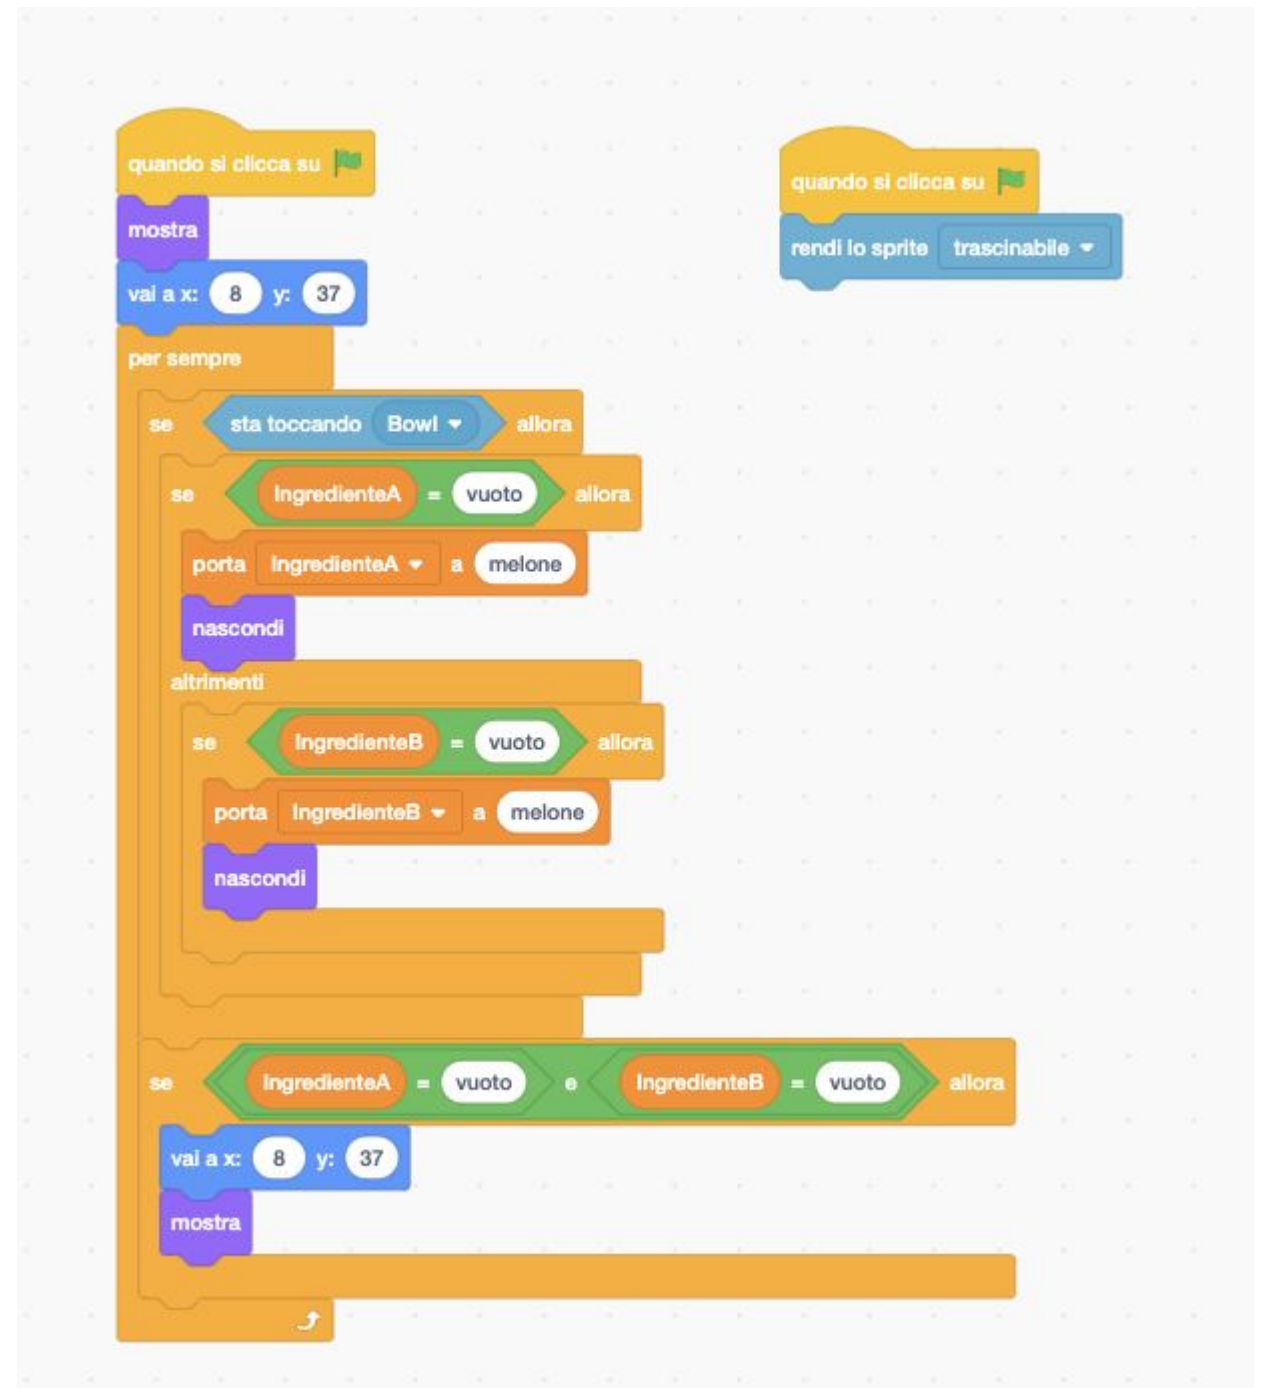 quando si clicca su
mostra
vai a x: 8 y: 37
per sempre
se sta toccando Bowl allora
se IngredienteA = vuoto allora
porta IngredienteA a melone
nascondi
altrimenti
se IngredienteB = vuoto allora
porta IngredienteB a melone
nascondi
se IngredienteA = vuoto e IngredienteB = vuoto allora
vai a x: 8 y: 37
mostra
quando si clicca su
rendi lo sprite trascinabile